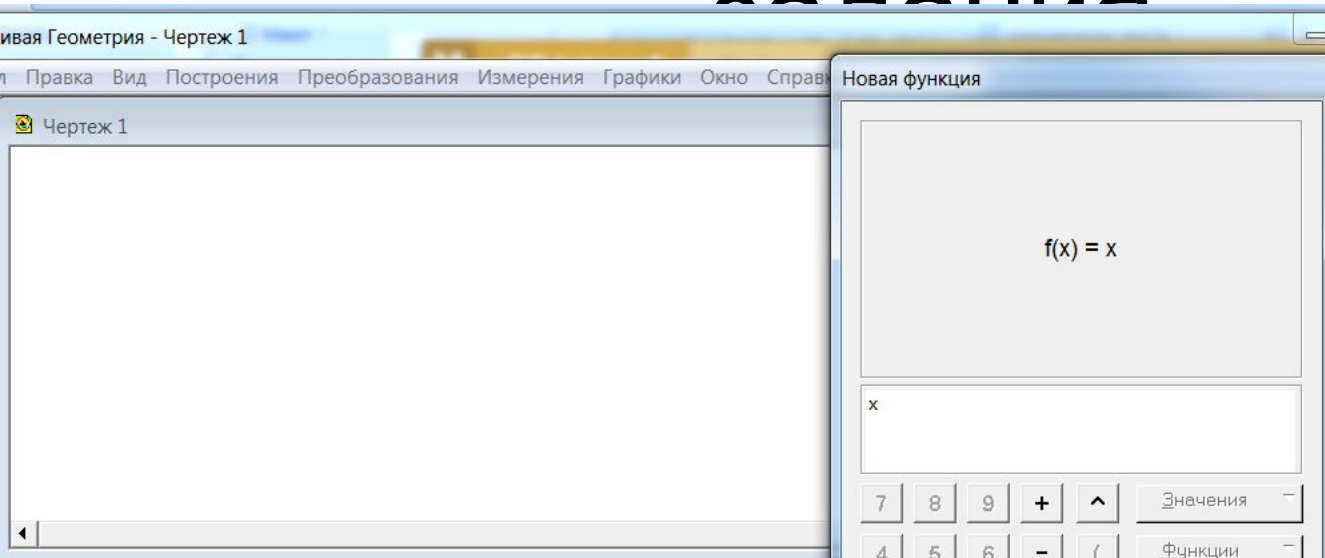 ивая Геометрия - Чертеж 1
Правка Вид Построения Преобразования Измерения Графики Окно Справ
Чертеж 1
Новая функция
f(x) = x
x
7 8 9 + ^ Значения
4 5 6 - ( Функции